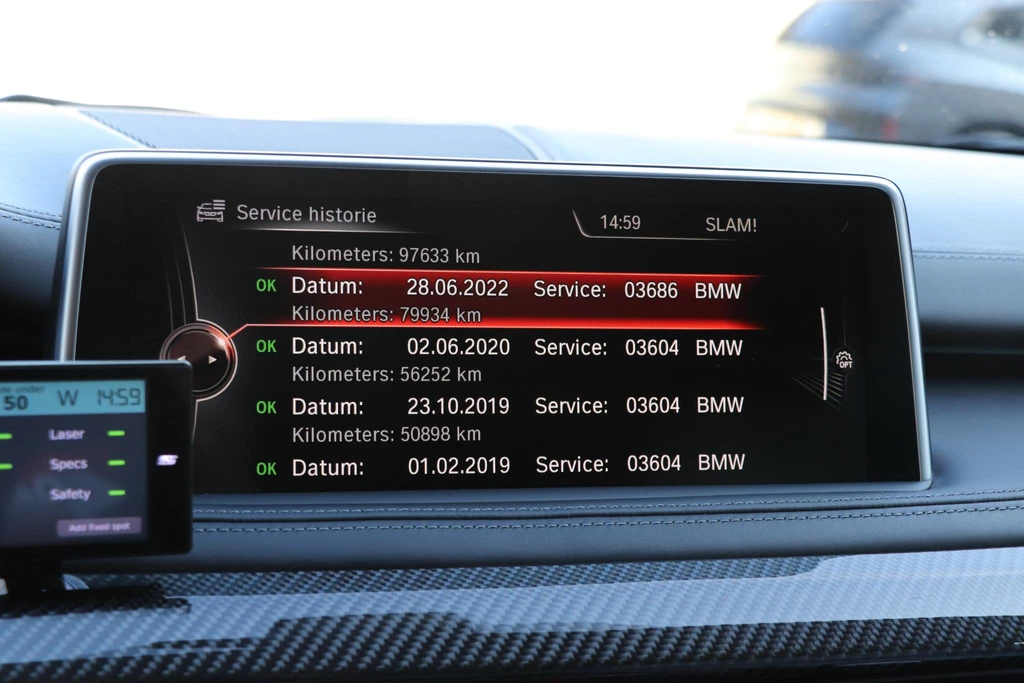 Service historie
14:59 SLAM!
Kilometers: 97633 km
OK Datum: 28.06.2022 Service: 03686 BMW
Kilometers: 79934 km
OK Datum: 02.06.2020 Service: 03604 BMW
Kilometers: 56252 km
OK Datum: 23.10.2019 Service: 03604 BMW
Kilometers: 50898 km
OK Datum: 01.02.2019 Service: 03604 BMW
OPT
under
50 W 14:59
Laser
Specs
Safety
Add fixed spot